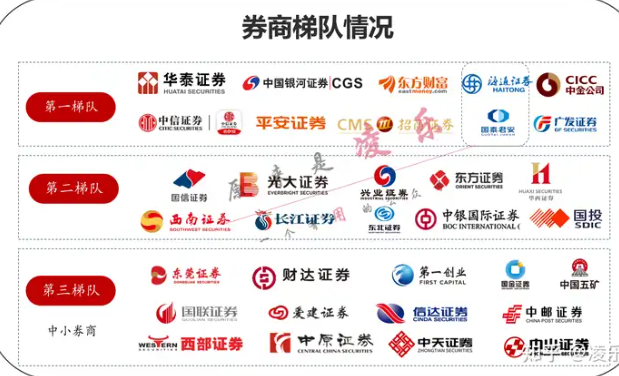 券商梯队情况
第一梯队
华泰证券
HUATAI SECURITIES
中国银河证券|CGS
东方财富
eastmoney.com
海通证券
HAITONG
CICC
中金公司
中信证券
CITIC SECURITIES
平安证券
CMS 招商证券
国泰君安
广发证券
GF SECURITIES
第二梯队
国信证券
光大证券
EVERBRIGHT SECURITIES
兴业证券
INDUSTRIAL SECURITIES
东方证券
ORIENT SECURITIES
HUAXI SECURITIES
华西证券
西南证券
SOUTHWEST SECURITIES
长江证券
东北证券
中银国际证券
BOC INTERNATIONAL (
国投
SDIC
第三梯队
中小券商
东莞证券
DONGGUAN SECURITIES
财达证券
第一创业
FIRST CAPITAL
国金证券
中国五矿
国联证券
GUOLIAN SECURITIES
爱建证券
信达证券
CINDA SECURITIES
中邮证券
CHINA POST SECURITIES
WESTERN
SECURITIES
西部证券
中原证券
CENTRAL CHINA SECURITIES
中天证券
ZHONGTIAN SECURITIES
中山证券
凌乐
知乎 @凌乐